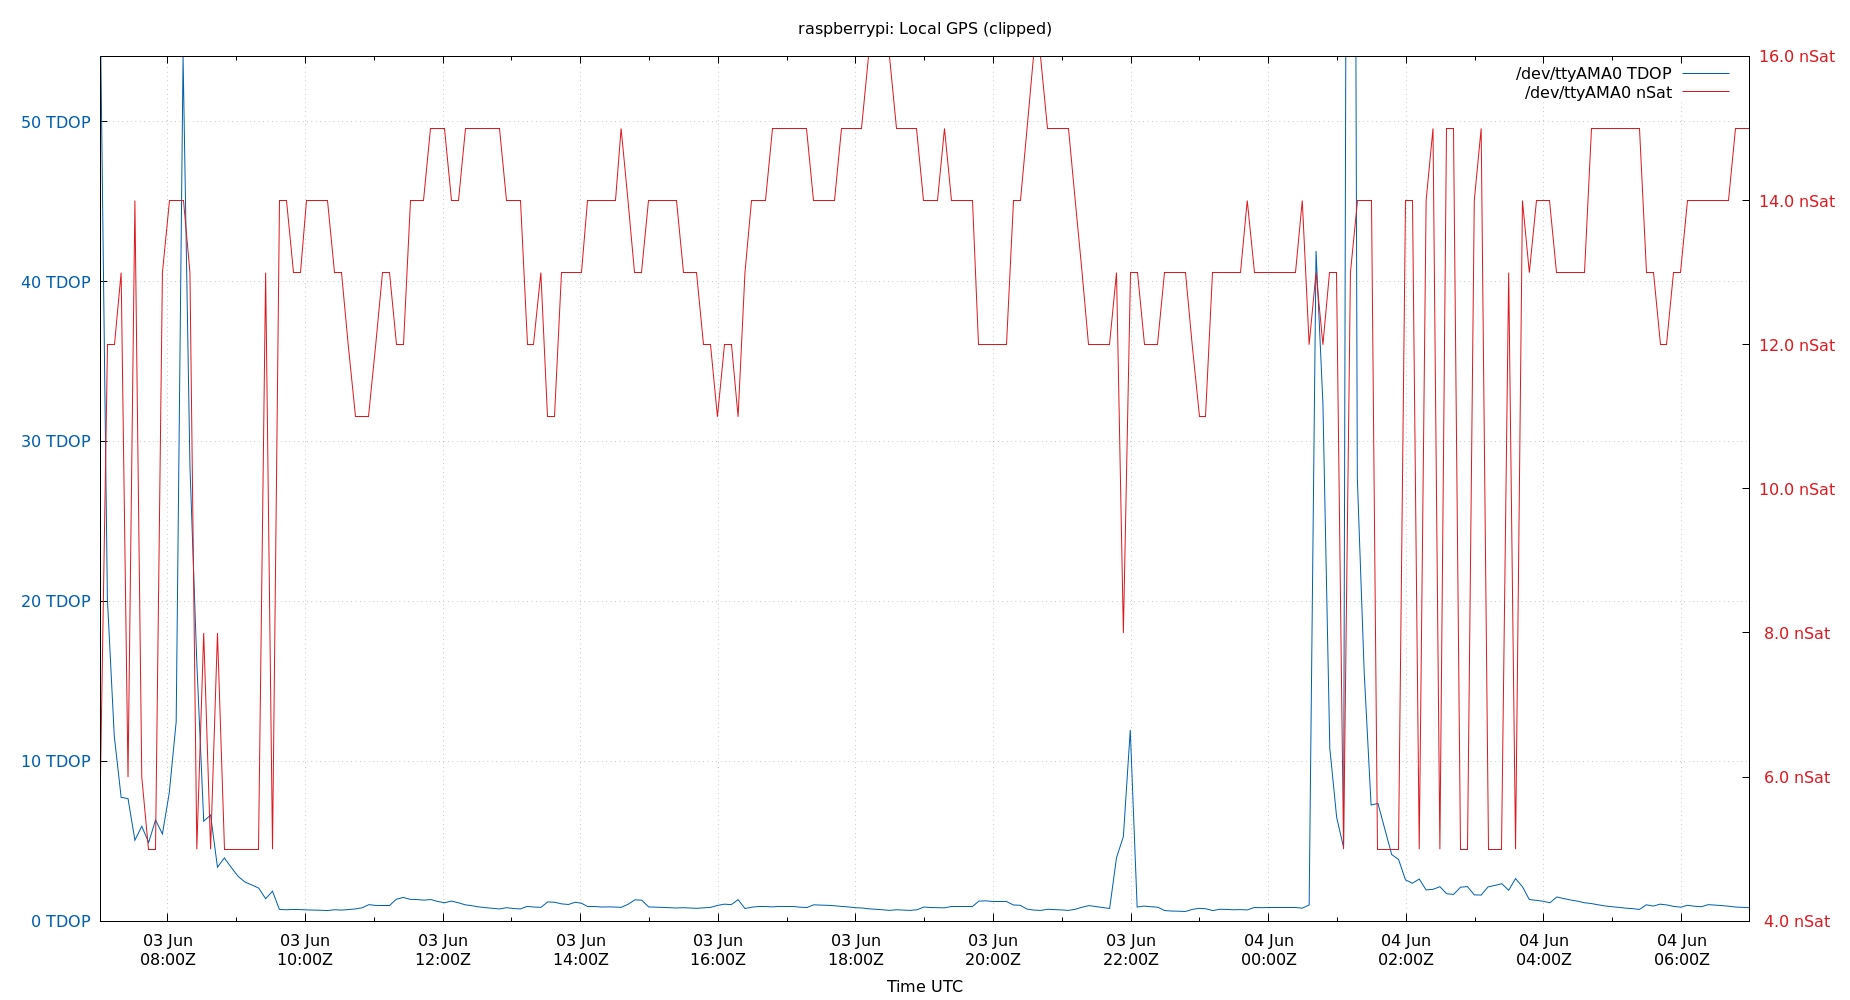 raspberrypi: Local GPS (clipped)
/dev/ttyAMA0 TDOP
/dev/ttyAMA0 nSat
50 TDOP
40 TDOP
30 TDOP
20 TDOP
10 TDOP
0 TDOP
16.0 nSat
14.0 nSat
12.0 nSat
10.0 nSat
8.0 nSat
6.0 nSat
4.0 nSat
03 Jun 03 Jun 03 Jun 03 Jun 03 Jun 03 Jun 03 Jun 03 Jun 04 Jun 04 Jun 04 Jun 04 Jun
08:00Z 10:00Z 12:00Z 14:00Z 16:00Z 18:00Z 20:00Z 22:00Z 00:00Z 02:00Z 04:00Z 06:00Z
Time UTC